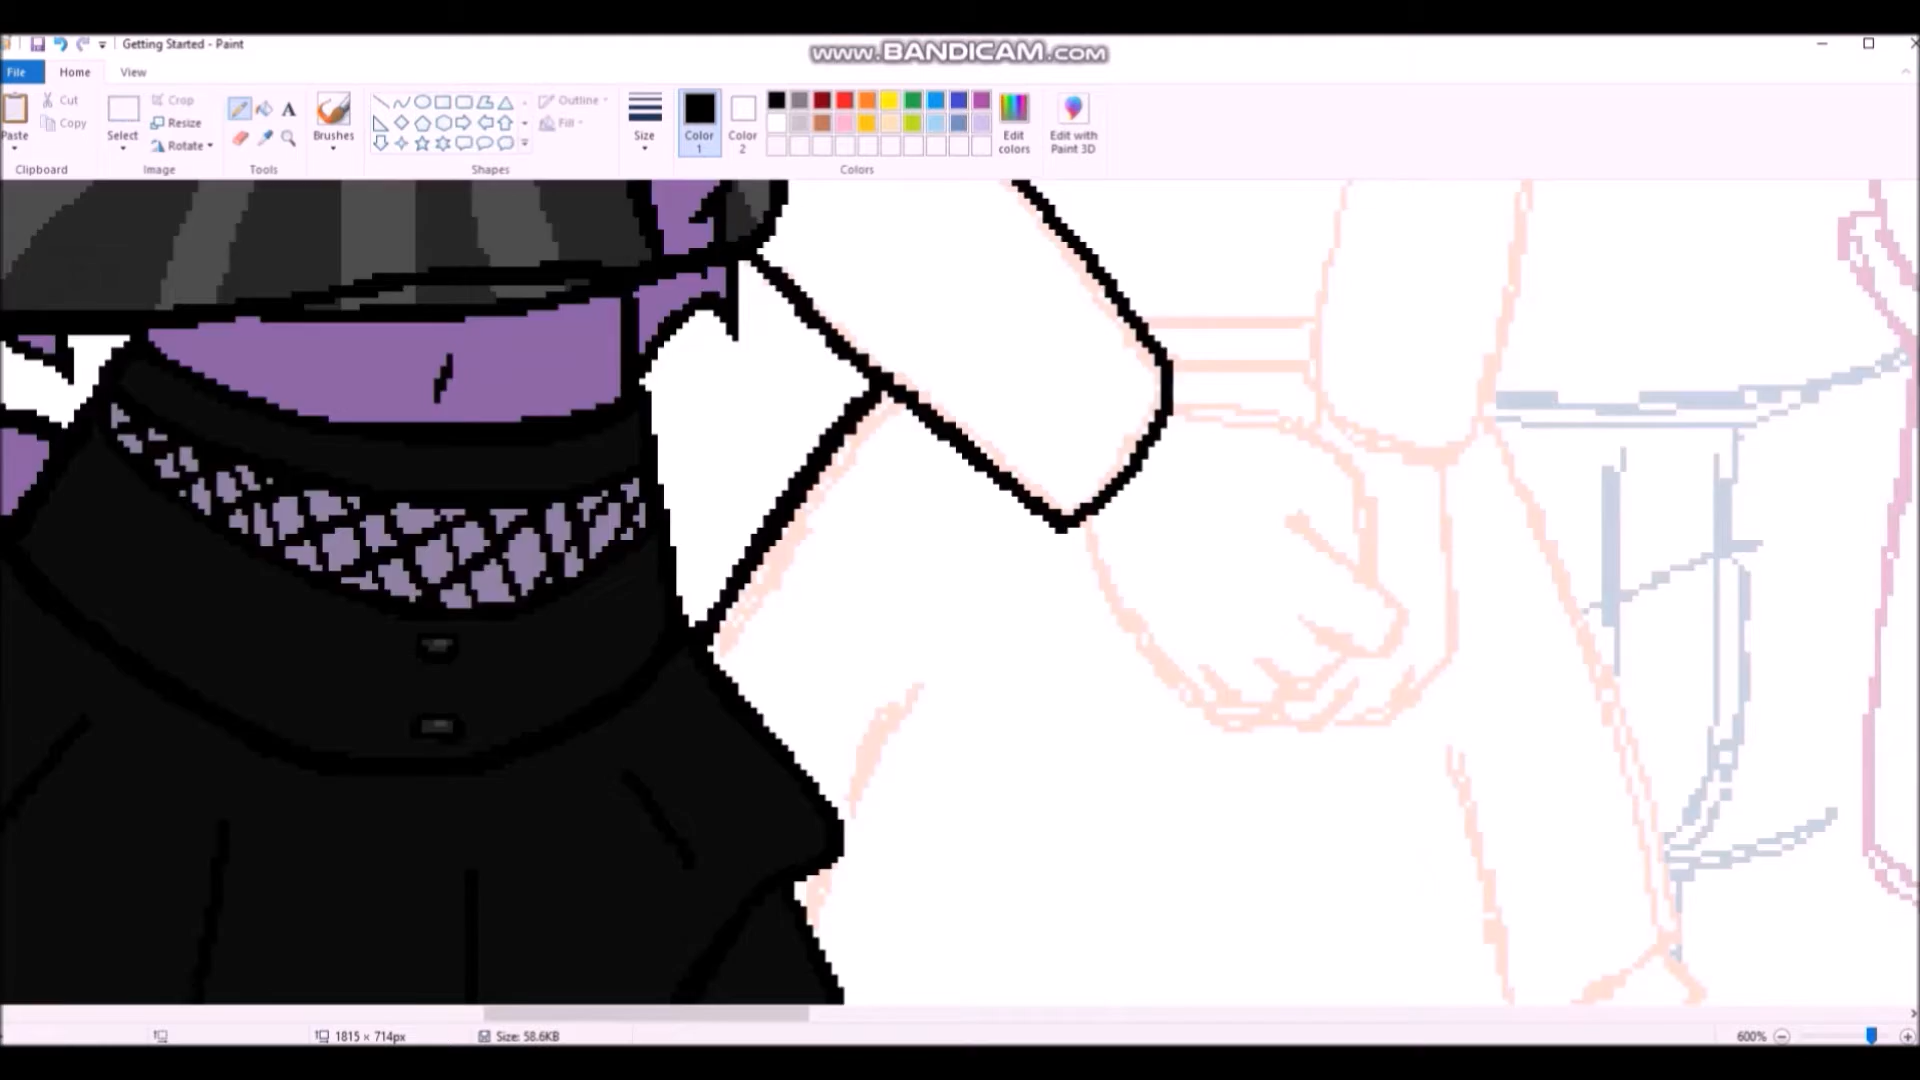 Getting Started - Paint
www.BANDICAM.com
File Home View
Cut
Copy
Paste
Clipboard
Select
Crop
Resize
Rotate
Image
Tools
Brushes
Shapes
Outline
Fill
Size
Color 1
Color 2
Edit colors
Colors
Edit with Paint 3D
1815 × 714px
Size: 58.6KB
600%